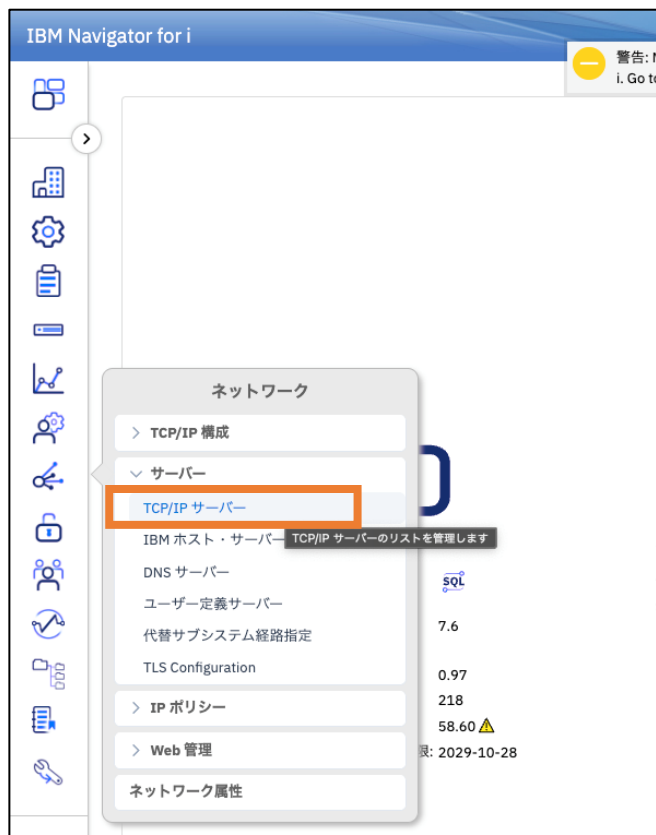 IBM Navigator for i
警告:
i. Go to
ネットワーク
TCP/IP 構成
サーバー
TCP/IP サーバー
IBM ホスト・サーバー
TCP/IP サーバーのリストを管理します
DNS サーバー
SQL
ユーザー定義サーバー
7.6
代替サブシステム経路指定
TLS Configuration
0.97
218
IP ポリシー
58.60
限: 2029-10-28
Web 管理
ネットワーク属性